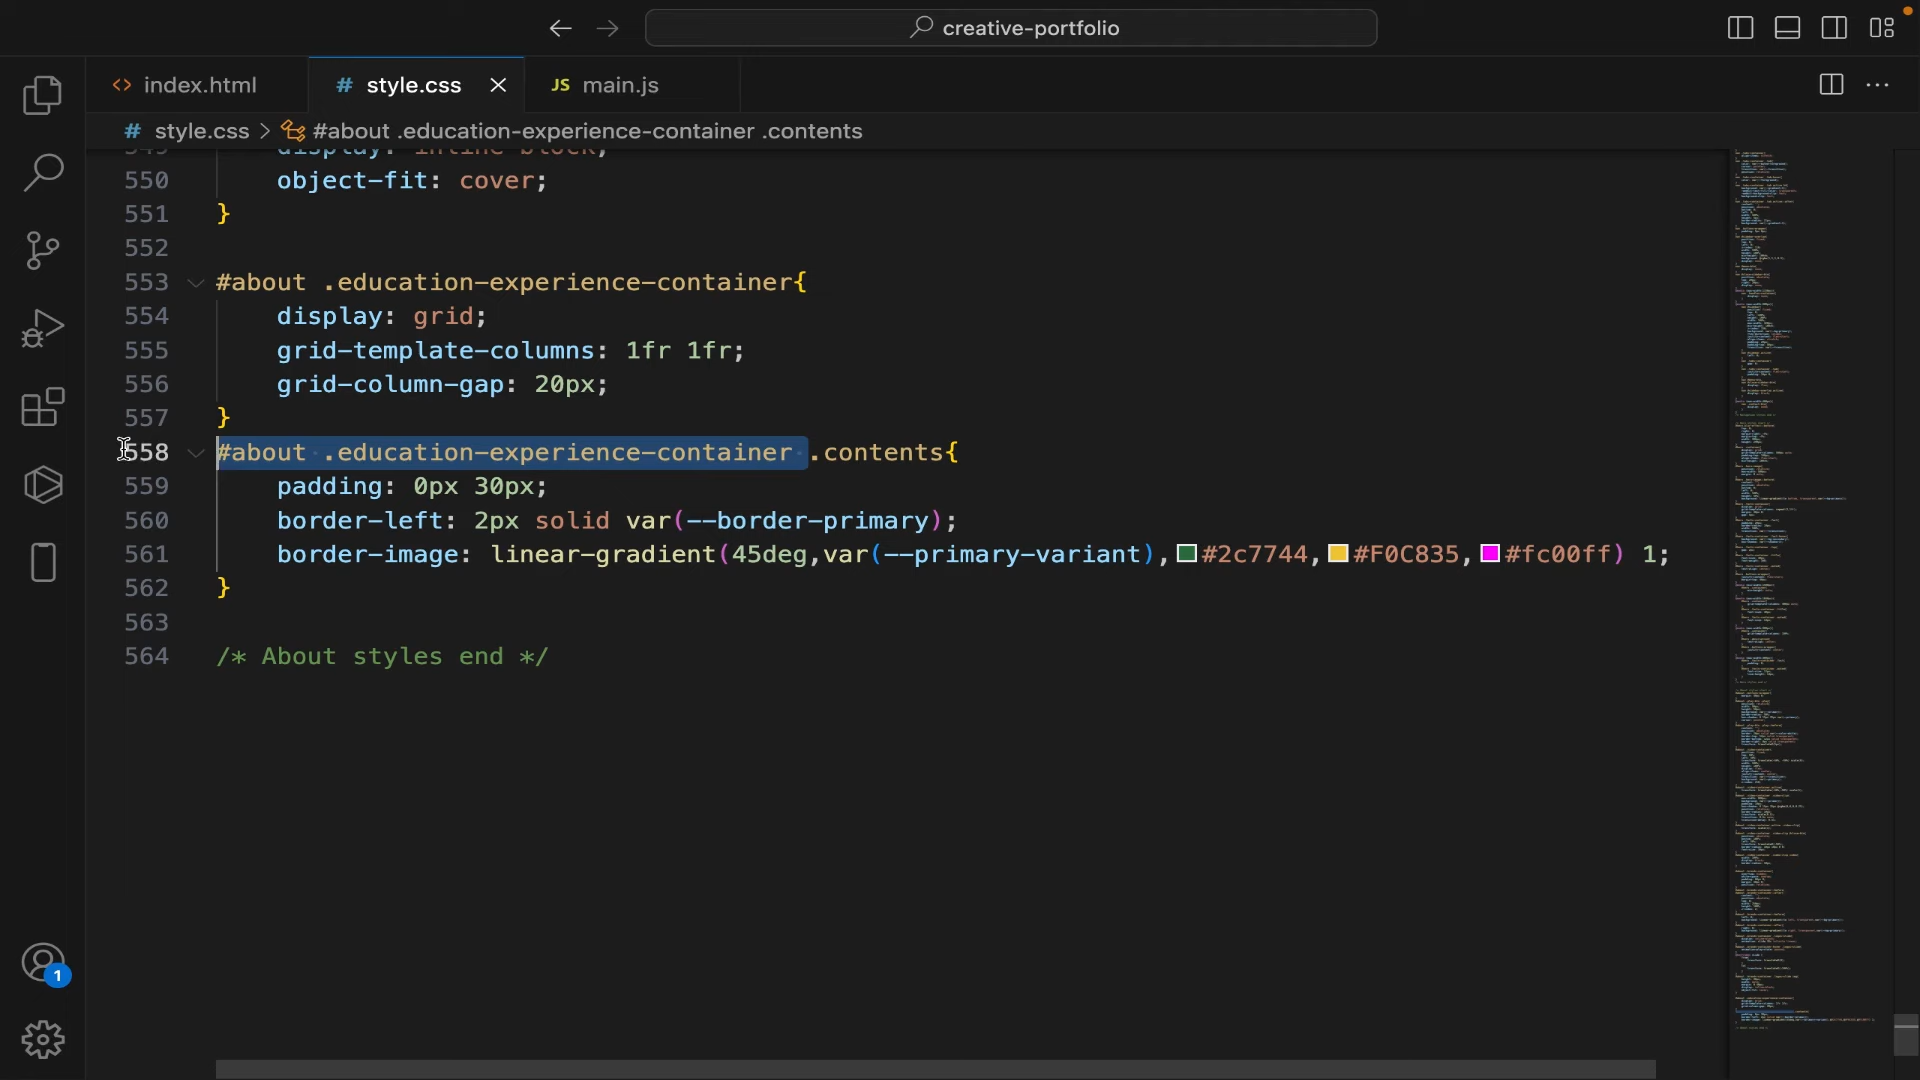 creative-portfolio
index.html
# style.css
JS main.js
# style.css > #about .education-experience-container .contents
549 display: inline-block;
550 object-fit: cover;
551 }
552
553 #about .education-experience-container{
554 display: grid;
555 grid-template-columns: 1fr 1fr;
556 grid-column-gap: 20px;
557 }
558 #about .education-experience-container .contents{
559 padding: 0px 30px;
560 border-left: 2px solid var(--border-primary);
561 border-image: linear-gradient(45deg,var(--primary-variant),#2c7744,#F0C835,#fc00ff) 1;
562 }
563
564 /* About styles end */
1